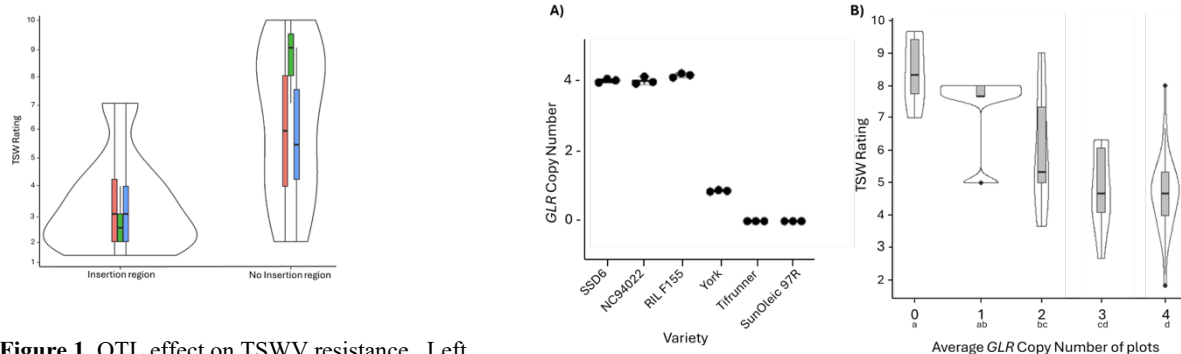 10
9
8
7
6
5
4
3
2
1
TSW Rating
Insertion region
No Insertion region
Figure 1. QTL effect on TSWV resistance. Left
A)
4
2
0
GLR Copy Number
SSD6
NC94022
RIL F155
York
Tifrunner
SunOleic 97R
Variety
B)
10
9
8
7
6
5
4
3
2
TSW Rating
0 1 2 3 4
a ab bc cd d
Average GLR Copy Number of plots